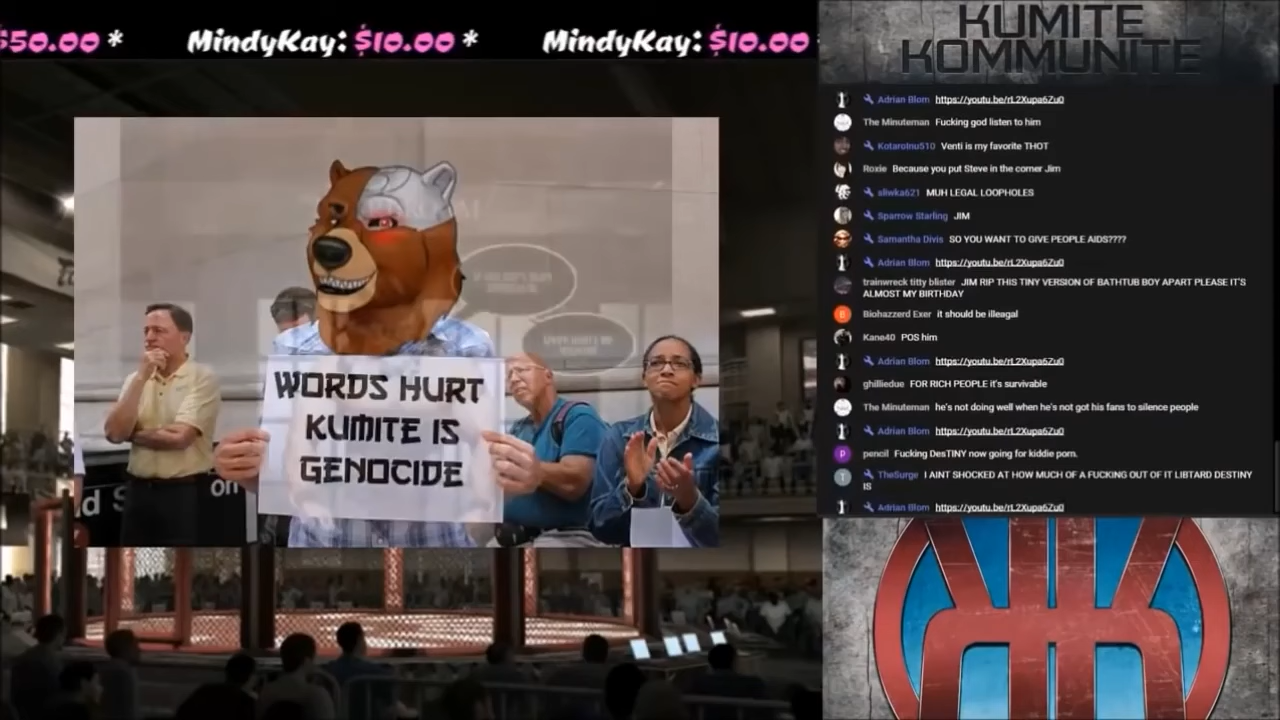 $50.00 * MindyKay: $10.00 * MindyKay: $10.00
KUMITE
KOMMUNITE
Adrian Blom https://youtu.be/rL2Xupa6Zu0
The Minuteman Fucking god listen to him
KotaroInu510 Venti is my favorite THOT
Roxie Because you put Steve in the corner Jim
sliwka621 MUH LEGAL LOOPHOLES
Sparrow Starling JIM
Samantha Divis SO YOU WANT TO GIVE PEOPLE AIDS????
Adrian Blom https://youtu.be/rL2Xupa6Zu0
trainwreck titty blister JIM RIP THIS TINY VERSION OF BATHTUB BOY APART PLEASE IT'S
ALMOST MY BIRTHDAY
B Biohazzerd Exer it should be illeagal
Kane40 POS him
Adrian Blom https://youtu.be/rL2Xupa6Zu0
ghilliedue FOR RICH PEOPLE it's survivable
The Minuteman he's not doing well when he's not got his fans to silence people
Adrian Blom https://youtu.be/rL2Xupa6Zu0
P pencil Fucking DesTINY now going for kiddie porn.
T TheSurge I AINT SHOCKED AT HOW MUCH OF A FUCKING OUT OF IT LIBTARD DESTINY
IS
Adrian Blom https://youtu.be/rL2Xupa6Zu0
WORDS HURT
KUMITE IS
GENOCIDE
on
KK